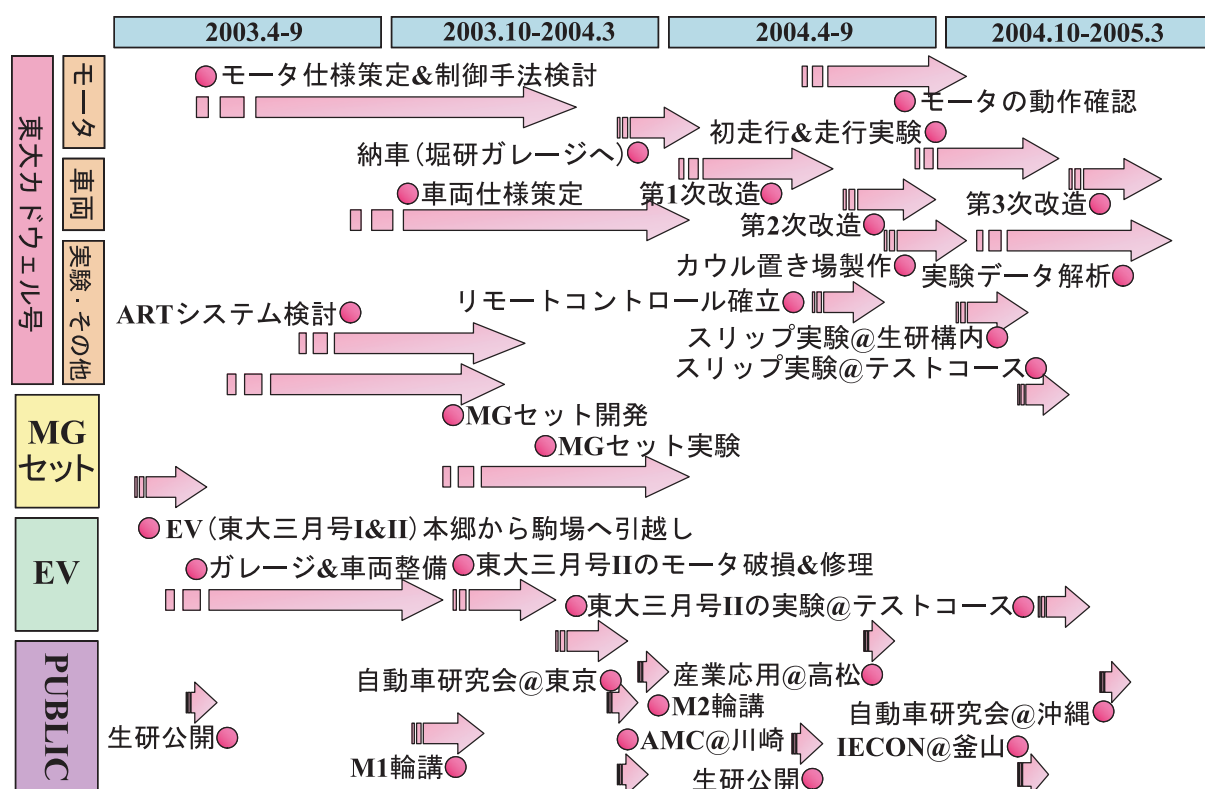 2003.4-9
2003.10-2004.3
2004.4-9
2004.10-2005.3
東大カドウェル号
モータ
車両
実験・その他
モータ仕様策定&制御手法検討
モータの動作確認
納車（堀研ガレージへ）
初走行&走行実験
車両仕様策定
第1次改造
第2次改造
第3次改造
カウル置き場製作
実験データ解析
ARTシステム検討
リモートコントロール確立
スリップ実験@生研構内
スリップ実験@テストコース
MG
セット
MGセット開発
MGセット実験
EV
EV（東大三月号I&II）本郷から駒場へ引越し
ガレージ&車両整備
東大三月号IIのモータ破損&修理
東大三月号IIの実験@テストコース
PUBLIC
自動車研究会@東京
産業応用@高松
M2輪講
自動車研究会@沖縄
生研公開
AMC@川崎
IECON@釜山
M1輪講
生研公開